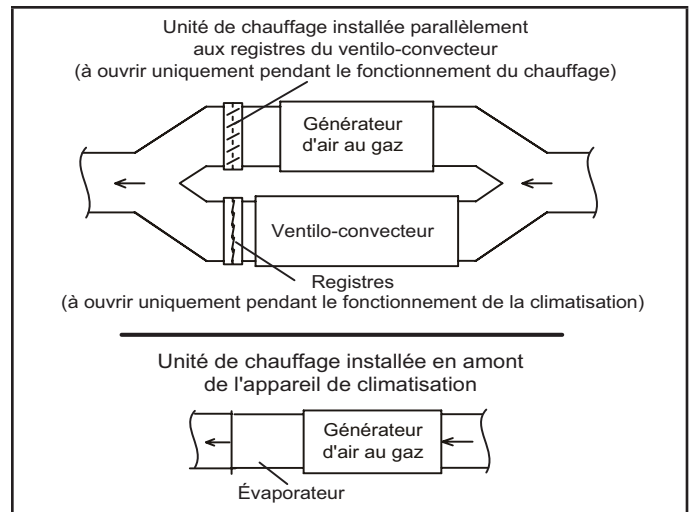 Unité de chauffage installée parallèlement
aux registres du ventilo-convecteur
(à ouvrir uniquement pendant le fonctionnement du chauffage)
Générateur
d'air au gaz
Ventilo-convecteur
Registres
(à ouvrir uniquement pendant le fonctionnement de la climatisation)
Unité de chauffage installée en amont
de l'appareil de climatisation
Générateur
d'air au gaz
Évaporateur